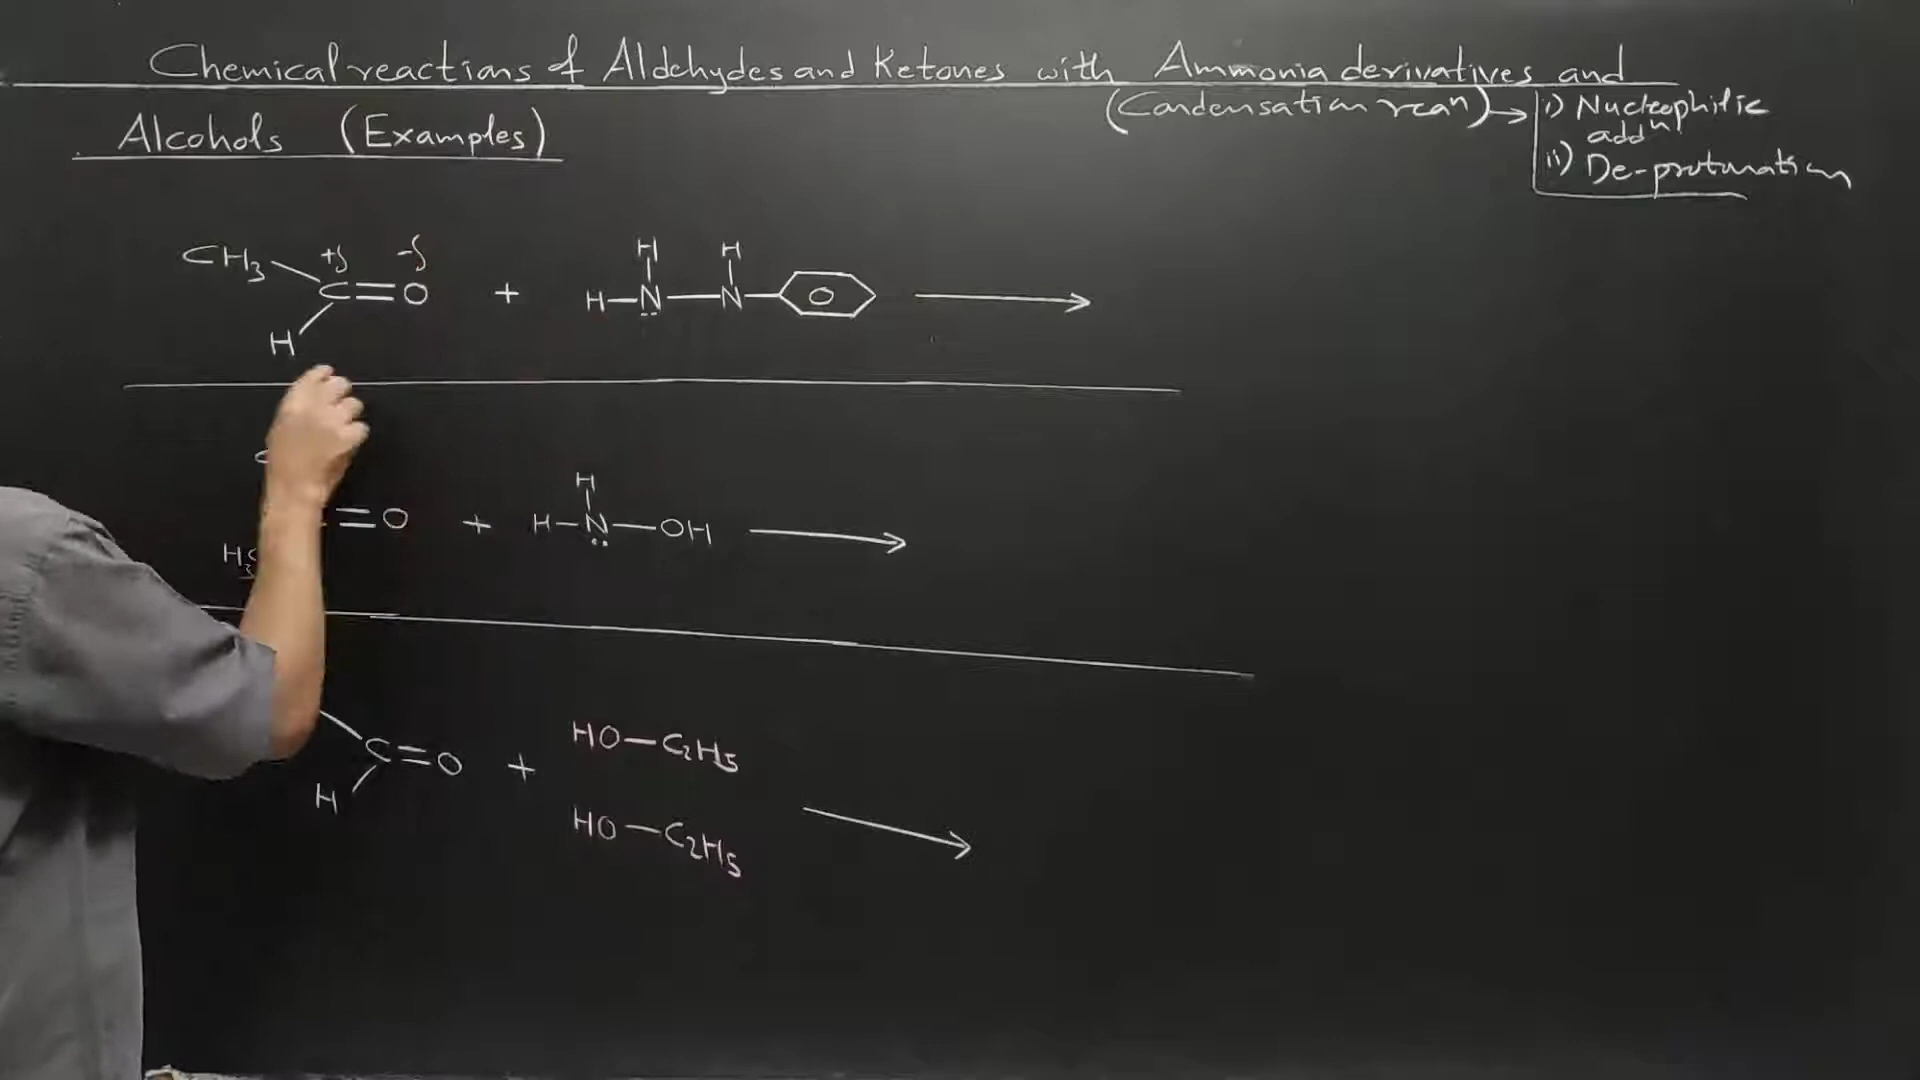 Chemical reactions of Aldehydes and Ketones with Ammonia derivatives and
Alcohols (Examples)
(Condensation reaⁿ) → i) Nucleophilic
addⁿ
ii) De-protonation
CH₃ +δ -δ
C=O + H-N-N- →
H H
H
=O + H-N-OH →
H
H₃C
C=O + HO-C₂H₅ →
H
HO-C₂H₅